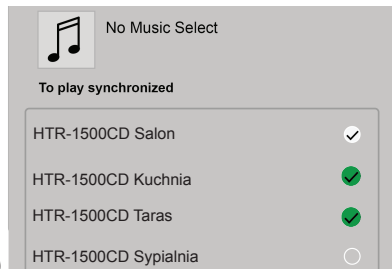 No Music Select
To play synchronized
HTR-1500CD Salon
HTR-1500CD Kuchnia
HTR-1500CD Taras
HTR-1500CD Sypialnia